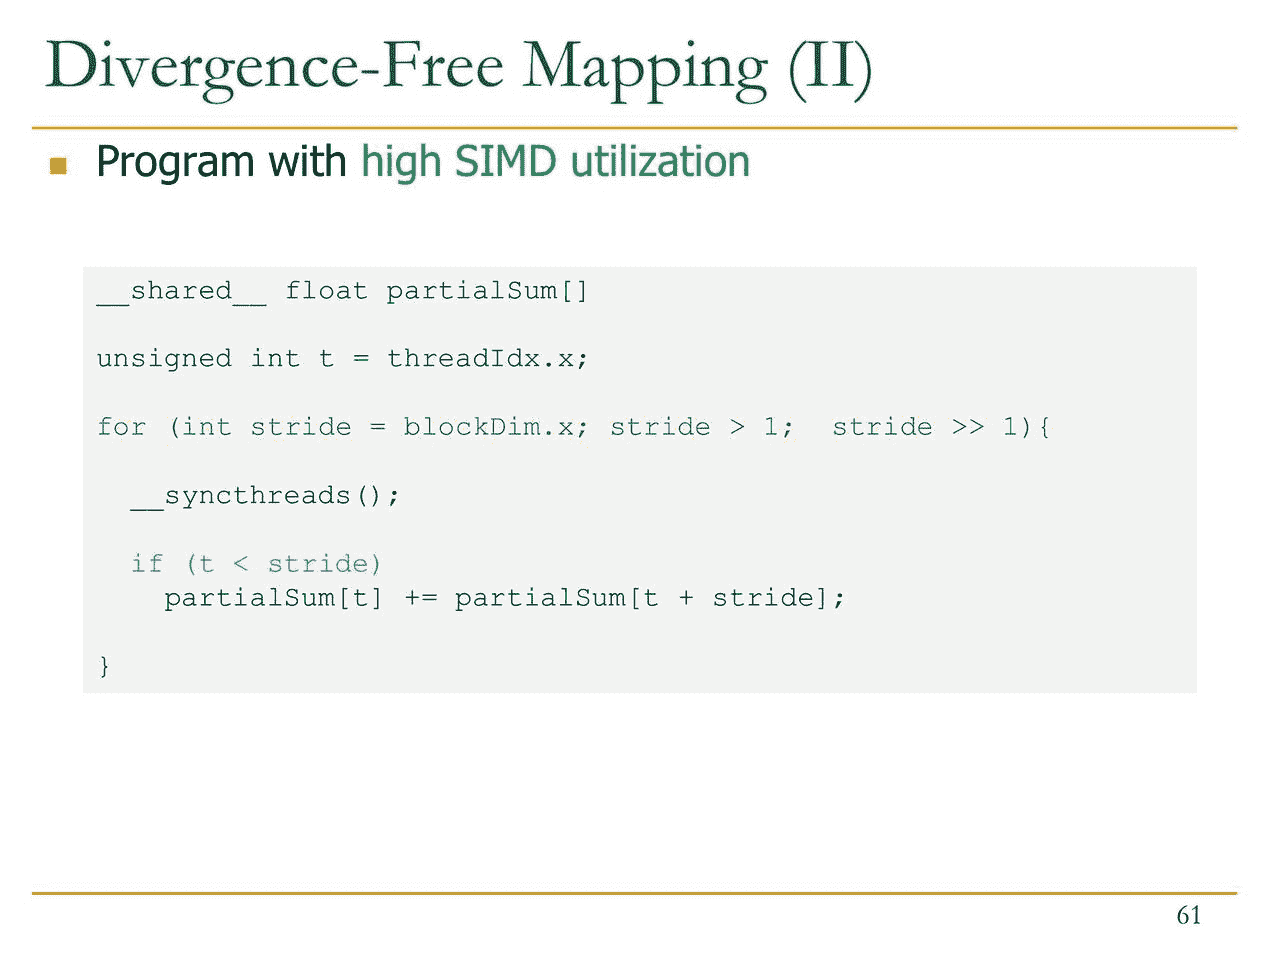 Divergence-Free Mapping (II)
Program with high SIMD utilization
__shared__ float partialSum[]
unsigned int t = threadIdx.x;
for (int stride = blockDim.x; stride > 1;  stride >> 1){
__syncthreads();
if (t < stride)
partialSum[t] += partialSum[t + stride];
}
61